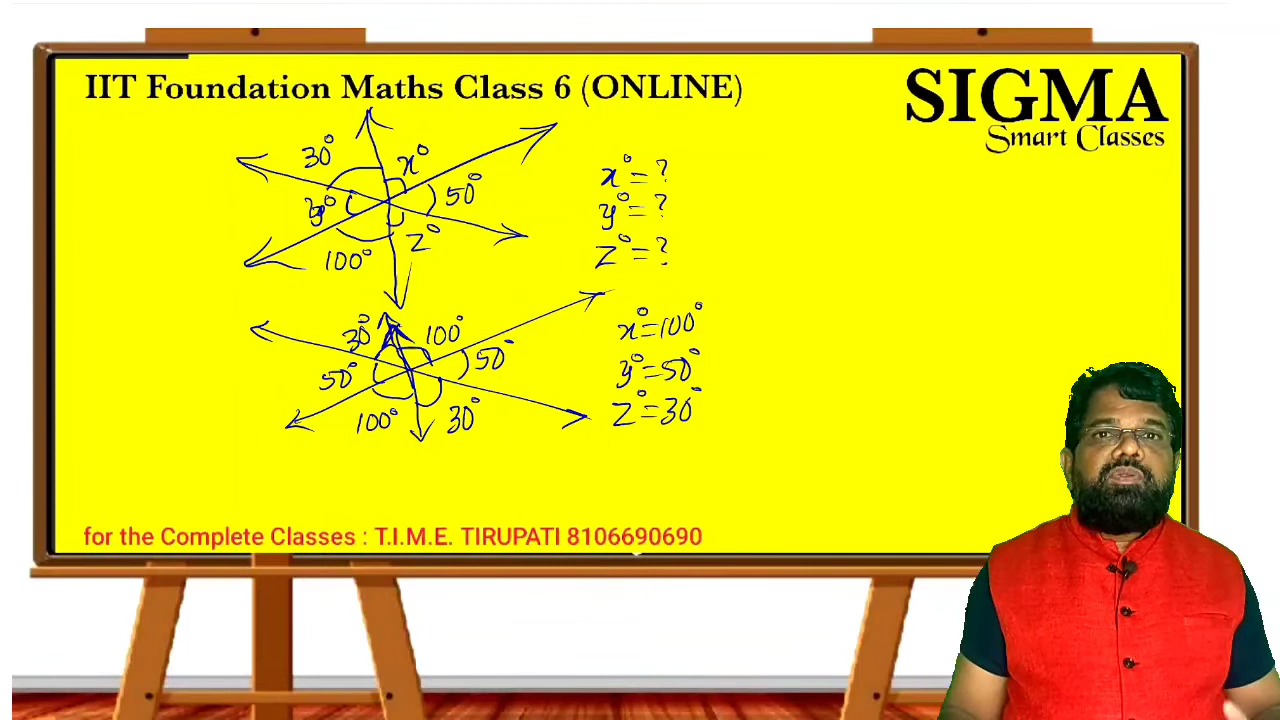 IIT Foundation Maths Class 6 (ONLINE)
SIGMA
Smart Classes
30°
x°
y°
50°
100°
z°
x° = ?
y° = ?
z° = ?
30°
100°
50°
50°
100°
30°
x° = 100°
y° = 50°
z° = 30°
for the Complete Classes : T.I.M.E. TIRUPATI 8106690690